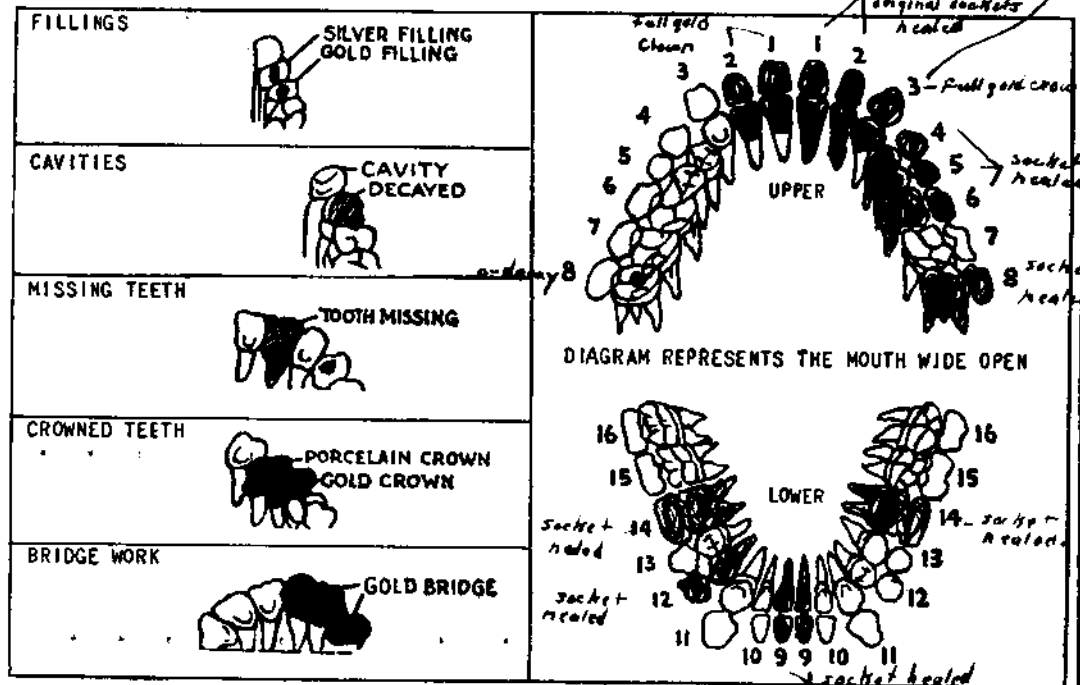 FILLINGS
SILVER FILLING
GOLD FILLING
CAVITIES
CAVITY
DECAYED
MISSING TEETH
TOOTH MISSING
CROWNED TEETH
PORCELAIN CROWN
GOLD CROWN
BRIDGE WORK
GOLD BRIDGE
original sockets
healed
full gold
Crown
2 1 1 2
3
3 - Full gold crow
4
4
5
5
socket
healed
6
6
7
7
8
8
socke
heale
UPPER
DIAGRAM REPRESENTS THE MOUTH WIDE OPEN
16
16
15
15
LOWER
socket
healed
14
14 - socket
healed
13
13
socket
healed
12
12
11
11
10 9 9 10
socket healed